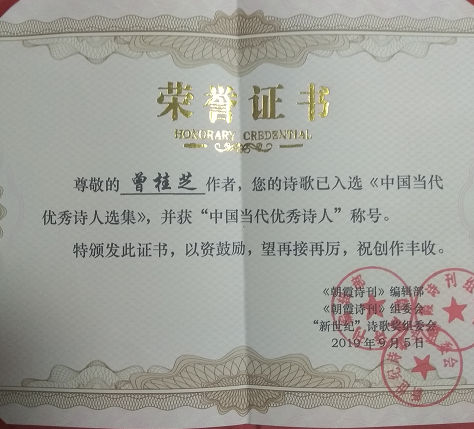 荣誉证书
HONORARY CREDENTIAL
尊敬的 曾桂芝 作者，您的诗歌已入选《中国当代
优秀诗人选集》，并获“中国当代优秀诗人”称号。
特颁发此证书，以资鼓励，望再接再厉，祝创作丰收。
《朝霞诗刊》编辑部
《朝霞诗刊》组委会
“新世纪”诗歌奖组委会
2019年9月5日